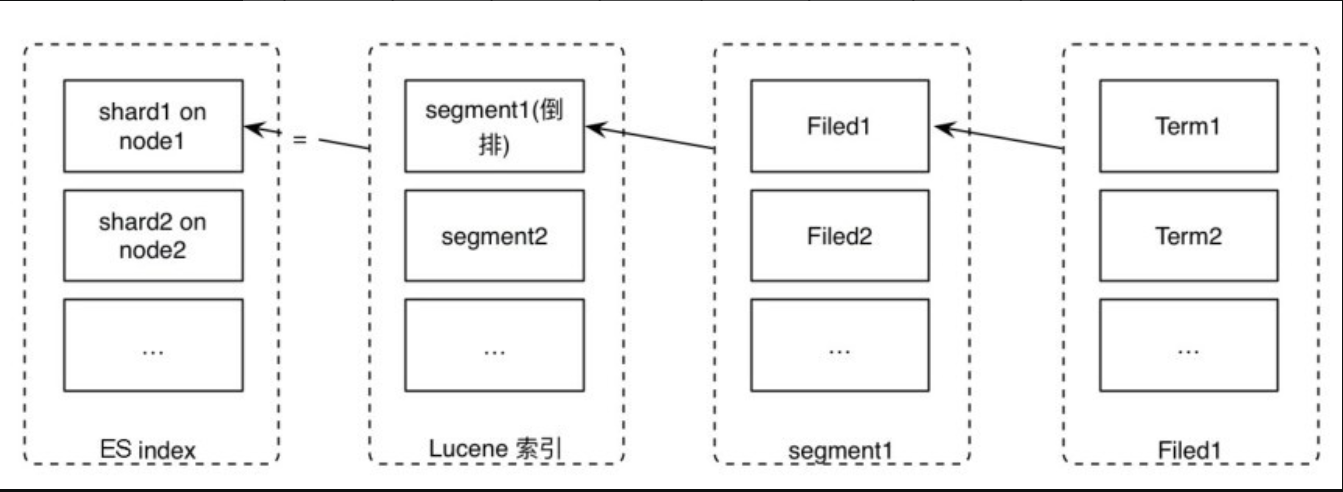 shard1 on
node1
shard2 on
node2
...
ES index
=
segment1(倒
排)
segment2
...
Lucene 索引
Filed1
Filed2
...
segment1
Term1
Term2
...
Filed1